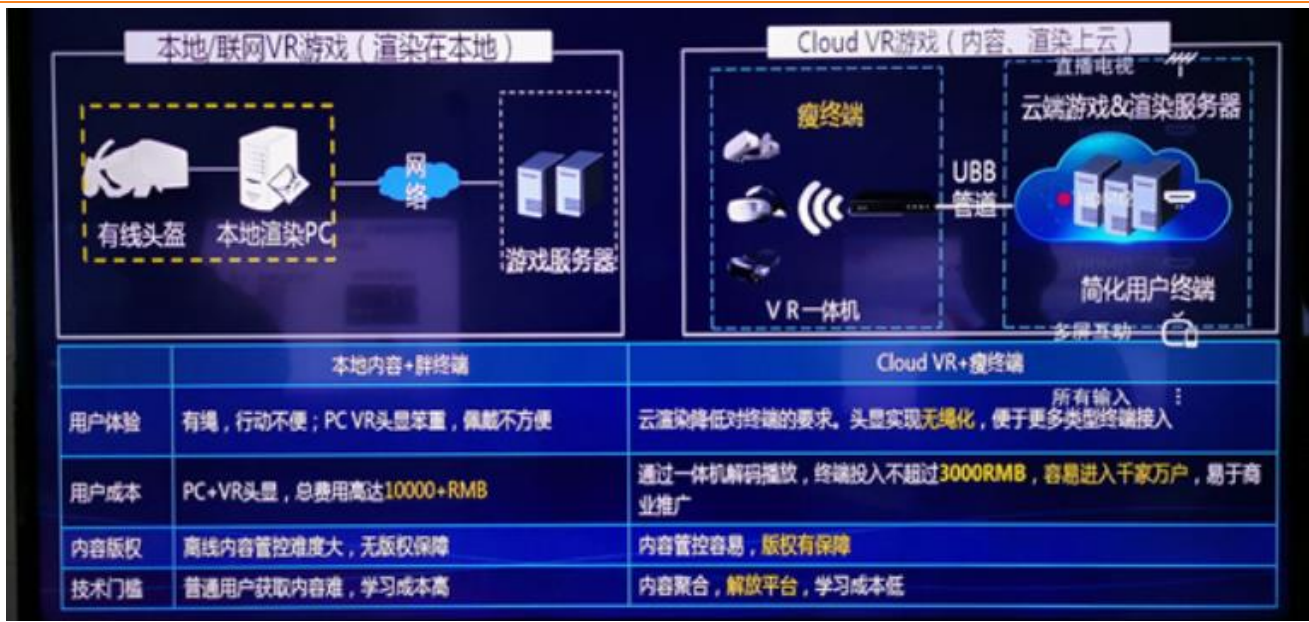 本地/联网VR游戏（渲染在本地）
有线头盔
本地渲染PC
网
络
游戏服务器
Cloud VR游戏（内容、渲染上云）
直播电视
瘦终端
云端游戏&渲染服务器
UBB
管道
VR一体机
简化用户终端
多屏互动
所有输入
本地内容+胖终端
Cloud VR+瘦终端
用户体验
有绳，行动不便；PC VR头显笨重，佩戴不方便
云渲染降低对终端的要求。头显实现无绳化，便于更多类型终端接入
用户成本
PC+VR头显，总费用高达10000+RMB
通过一体机解码播放，终端投入不超过3000RMB，容易进入千家万户，易于商
业推广
内容版权
离线内容管控难度大，无版权保障
内容管控容易，版权有保障
技术门槛
普通用户获取内容难，学习成本高
内容聚合，解放平台，学习成本低